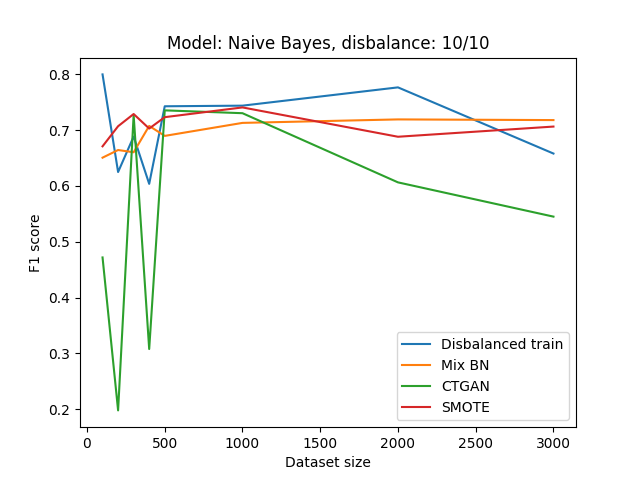 Model: Naive Bayes, disbalance: 10/10
F1 score
0.8
0.7
0.6
0.5
0.4
0.3
0.2
Disbalanced train
Mix BN
CTGAN
SMOTE
0 500 1000 1500 2000 2500 3000
Dataset size